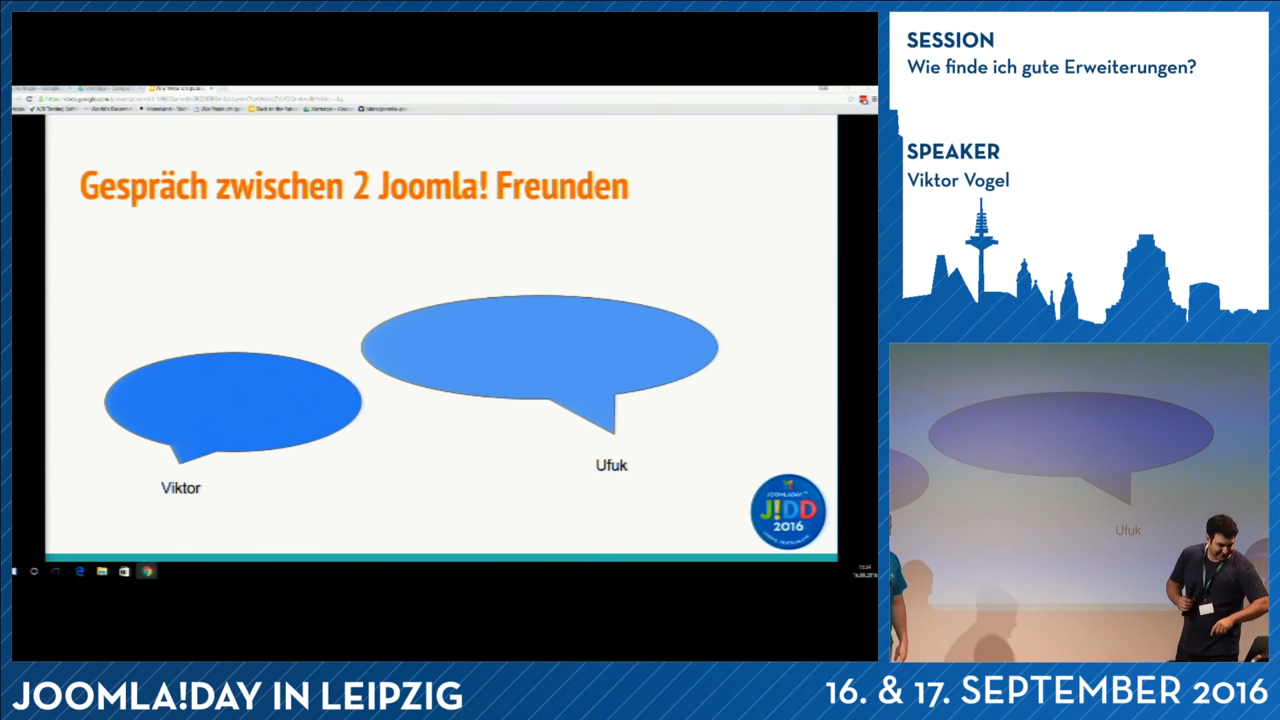 SESSION
Wie finde ich gute Erweiterungen?
SPEAKER
Viktor Vogel
Gespräch zwischen 2 Joomla! Freunden
Viktor
Ufuk
JOOMLA!DAY
J!DD
2016
Ufuk
JOOMLA!DAY IN LEIPZIG
16. & 17. SEPTEMBER 2016